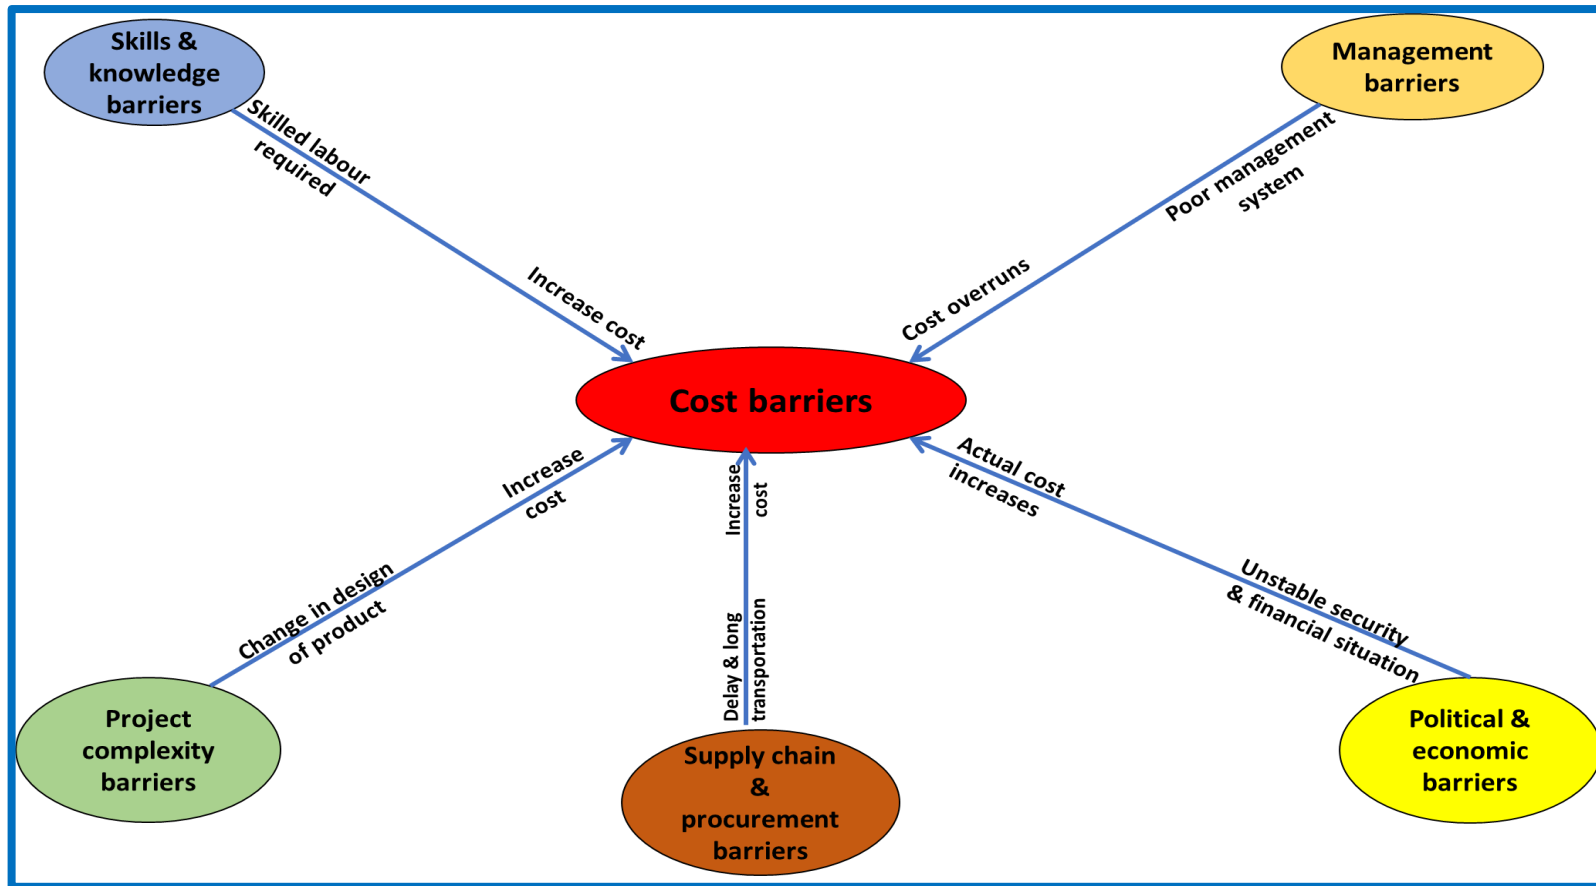 Skills &
knowledge
barriers
Management
barriers
Skilled labour
required
Poor management
system
Increase cost
Cost overruns
Cost barriers
Increase
cost
Increase
cost
Actual cost
increases
Change in design
of product
Delay & long
transportation
Unstable security
& financial situation
Project
complexity
barriers
Supply chain
&
procurement
barriers
Political &
economic
barriers